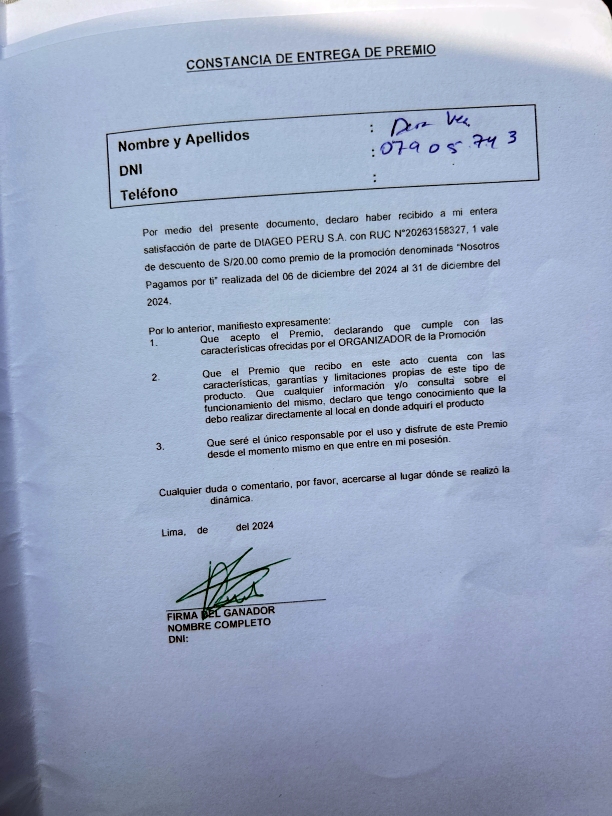 CONSTANCIA DE ENTREGA DE PREMIO
Nombre y Apellidos :
DNI : 07905743
Teléfono :
Por medio del presente documento, declaro haber recibido a mi entera
satisfacción de parte de DIAGEO PERU S.A. con RUC N°20263158327, 1 vale
de descuento de S/20.00 como premio de la promoción denominada "Nosotros
Pagamos por ti" realizada del 06 de diciembre del 2024 al 31 de diciembre del
2024.
Por lo anterior, manifiesto expresamente:
1. Que acepto el Premio, declarando que cumple con las
características ofrecidas por el ORGANIZADOR de la Promoción
2. Que el Premio que recibo en este acto cuenta con las
características, garantías y limitaciones propias de este tipo de
producto. Que cualquier información y/o consulta sobre el
funcionamiento del mismo, declaro que tengo conocimiento que la
debo realizar directamente al local en donde adquirí el producto
3. Que seré el único responsable por el uso y disfrute de este Premio
desde el momento mismo en que entre en mi posesión.
Cualquier duda o comentario, por favor, acercarse al lugar dónde se realizó la
dinámica.
Lima, de del 2024
FIRMA DEL GANADOR
NOMBRE COMPLETO
DNI: